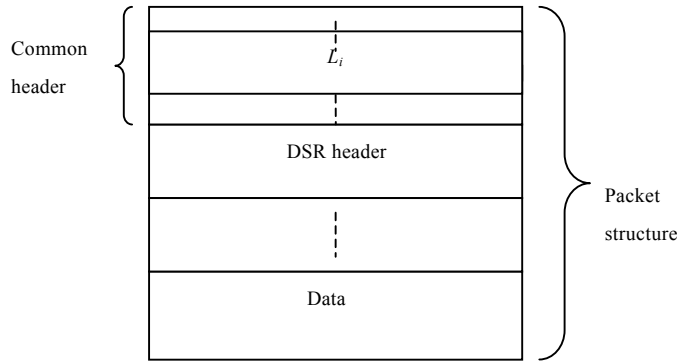 Common
header
L_i
DSR header
Data
Packet
structure